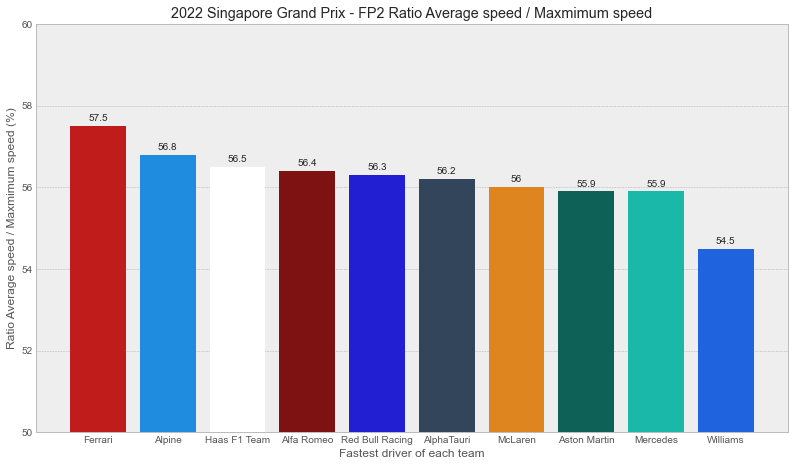 2022 Singapore Grand Prix - FP2 Ratio Average speed / Maxmimum speed
Ratio Average speed / Maxmimum speed (%)
60
58
56
54
52
50
57.5
56.8
56.5
56.4
56.3
56.2
56
55.9
55.9
54.5
Ferrari
Alpine
Haas F1 Team
Alfa Romeo
Red Bull Racing
AlphaTauri
McLaren
Aston Martin
Mercedes
Williams
Fastest driver of each team